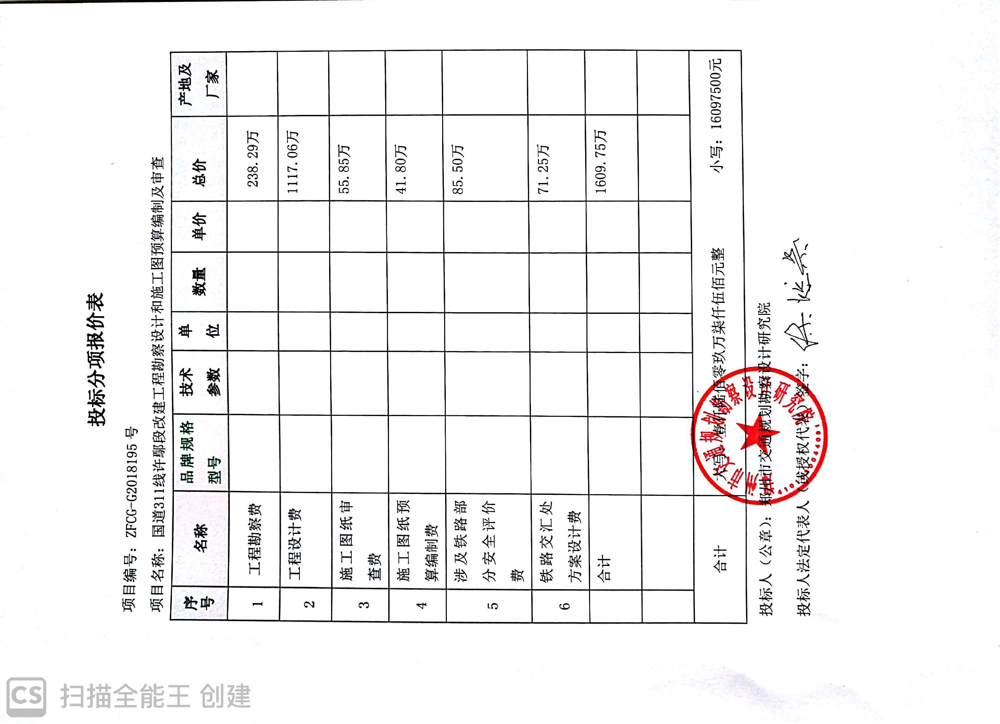 投标分项报价表
项目编号：ZFCG-G2018195 号
项目名称：国道311线许鄢段改建工程勘察设计和施工图预算编制及审查
序号 名称 品牌规格型号 技术参数 单位 数量 单价 总价 产地及厂家
1 工程勘察费 238.29万
2 工程设计费 1117.06万
3 施工图纸审查费 55.85万
4 施工图纸预算编制费 41.80万
5 涉及铁路部分安全评价费 85.50万
6 铁路交汇处方案设计费 71.25万
合计 1609.75万
合计 大写：壹仟陆佰零玖万柒仟伍佰元整 小写：16097500元
投标人（公章）：郑州市交通规划勘察设计研究院
投标人法定代表人（或授权代表）签字：
CS 扫描全能王 创建